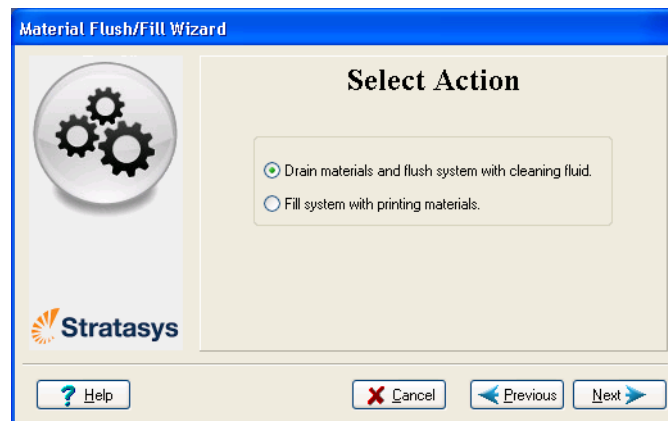 Material Flush/Fill Wizard
Select Action
Drain materials and flush system with cleaning fluid.
Fill system with printing materials.
Stratasys
? Help
Cancel
Previous
Next